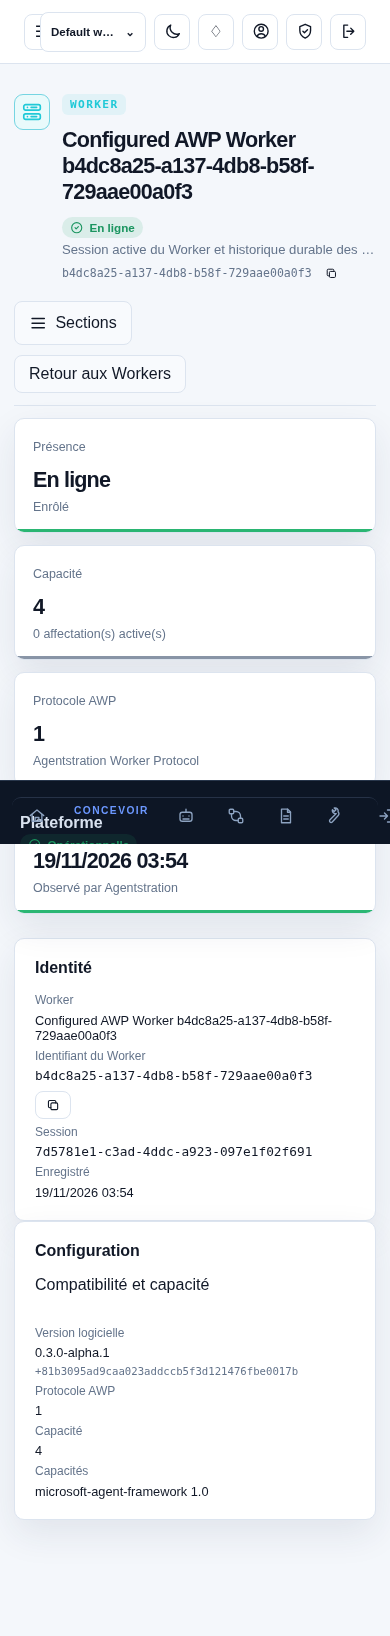 Default w… ⌄
WORKER
Configured AWP Worker
b4dc8a25-a137-4db8-b58f-
729aae00a0f3
En ligne
Session active du Worker et historique durable des …
b4dc8a25-a137-4db8-b58f-729aae00a0f3
Sections
Retour aux Workers
Présence
En ligne
Enrôlé
Capacité
4
0 affectation(s) active(s)
Protocole AWP
1
Agentstration Worker Protocol
CONCEVOIR
Plateforme
Opérationnelle
19/11/2026 03:54
Observé par Agentstration
Identité
Worker
Configured AWP Worker b4dc8a25-a137-4db8-b58f-
729aae00a0f3
Identifiant du Worker
b4dc8a25-a137-4db8-b58f-729aae00a0f3
Session
7d5781e1-c3ad-4ddc-a923-097e1f02f691
Enregistré
19/11/2026 03:54
Configuration
Compatibilité et capacité
Version logicielle
0.3.0-alpha.1
+81b3095ad9caa023addccb5f3d121476fbe0017b
Protocole AWP
1
Capacité
4
Capacités
microsoft-agent-framework 1.0